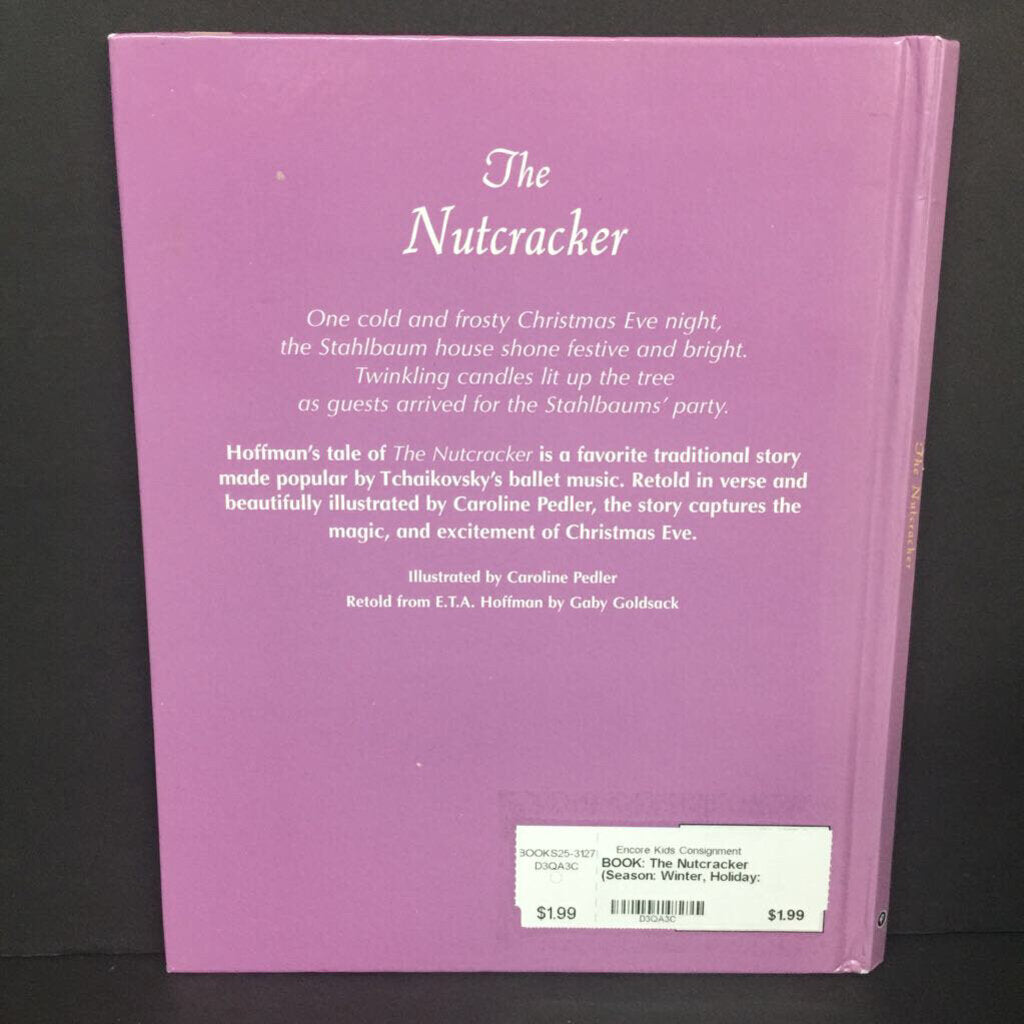 The
Nutcracker
One cold and frosty Christmas Eve night,
the Stahlbaum house shone festive and bright.
Twinkling candles lit up the tree
as guests arrived for the Stahlbaums' party.
Hoffman's tale of The Nutcracker is a favorite traditional story
made popular by Tchaikovsky's ballet music. Retold in verse and
beautifully illustrated by Caroline Pedler, the story captures the
magic, and excitement of Christmas Eve.
Illustrated by Caroline Pedler
Retold from E.T.A. Hoffman by Gaby Goldsack
The Nutcracker
BOOKS25-3127
D3QA3C
$1.99
Encore Kids Consignment
BOOK: The Nutcracker
(Season: Winter, Holiday:
D3QA3C
$1.99